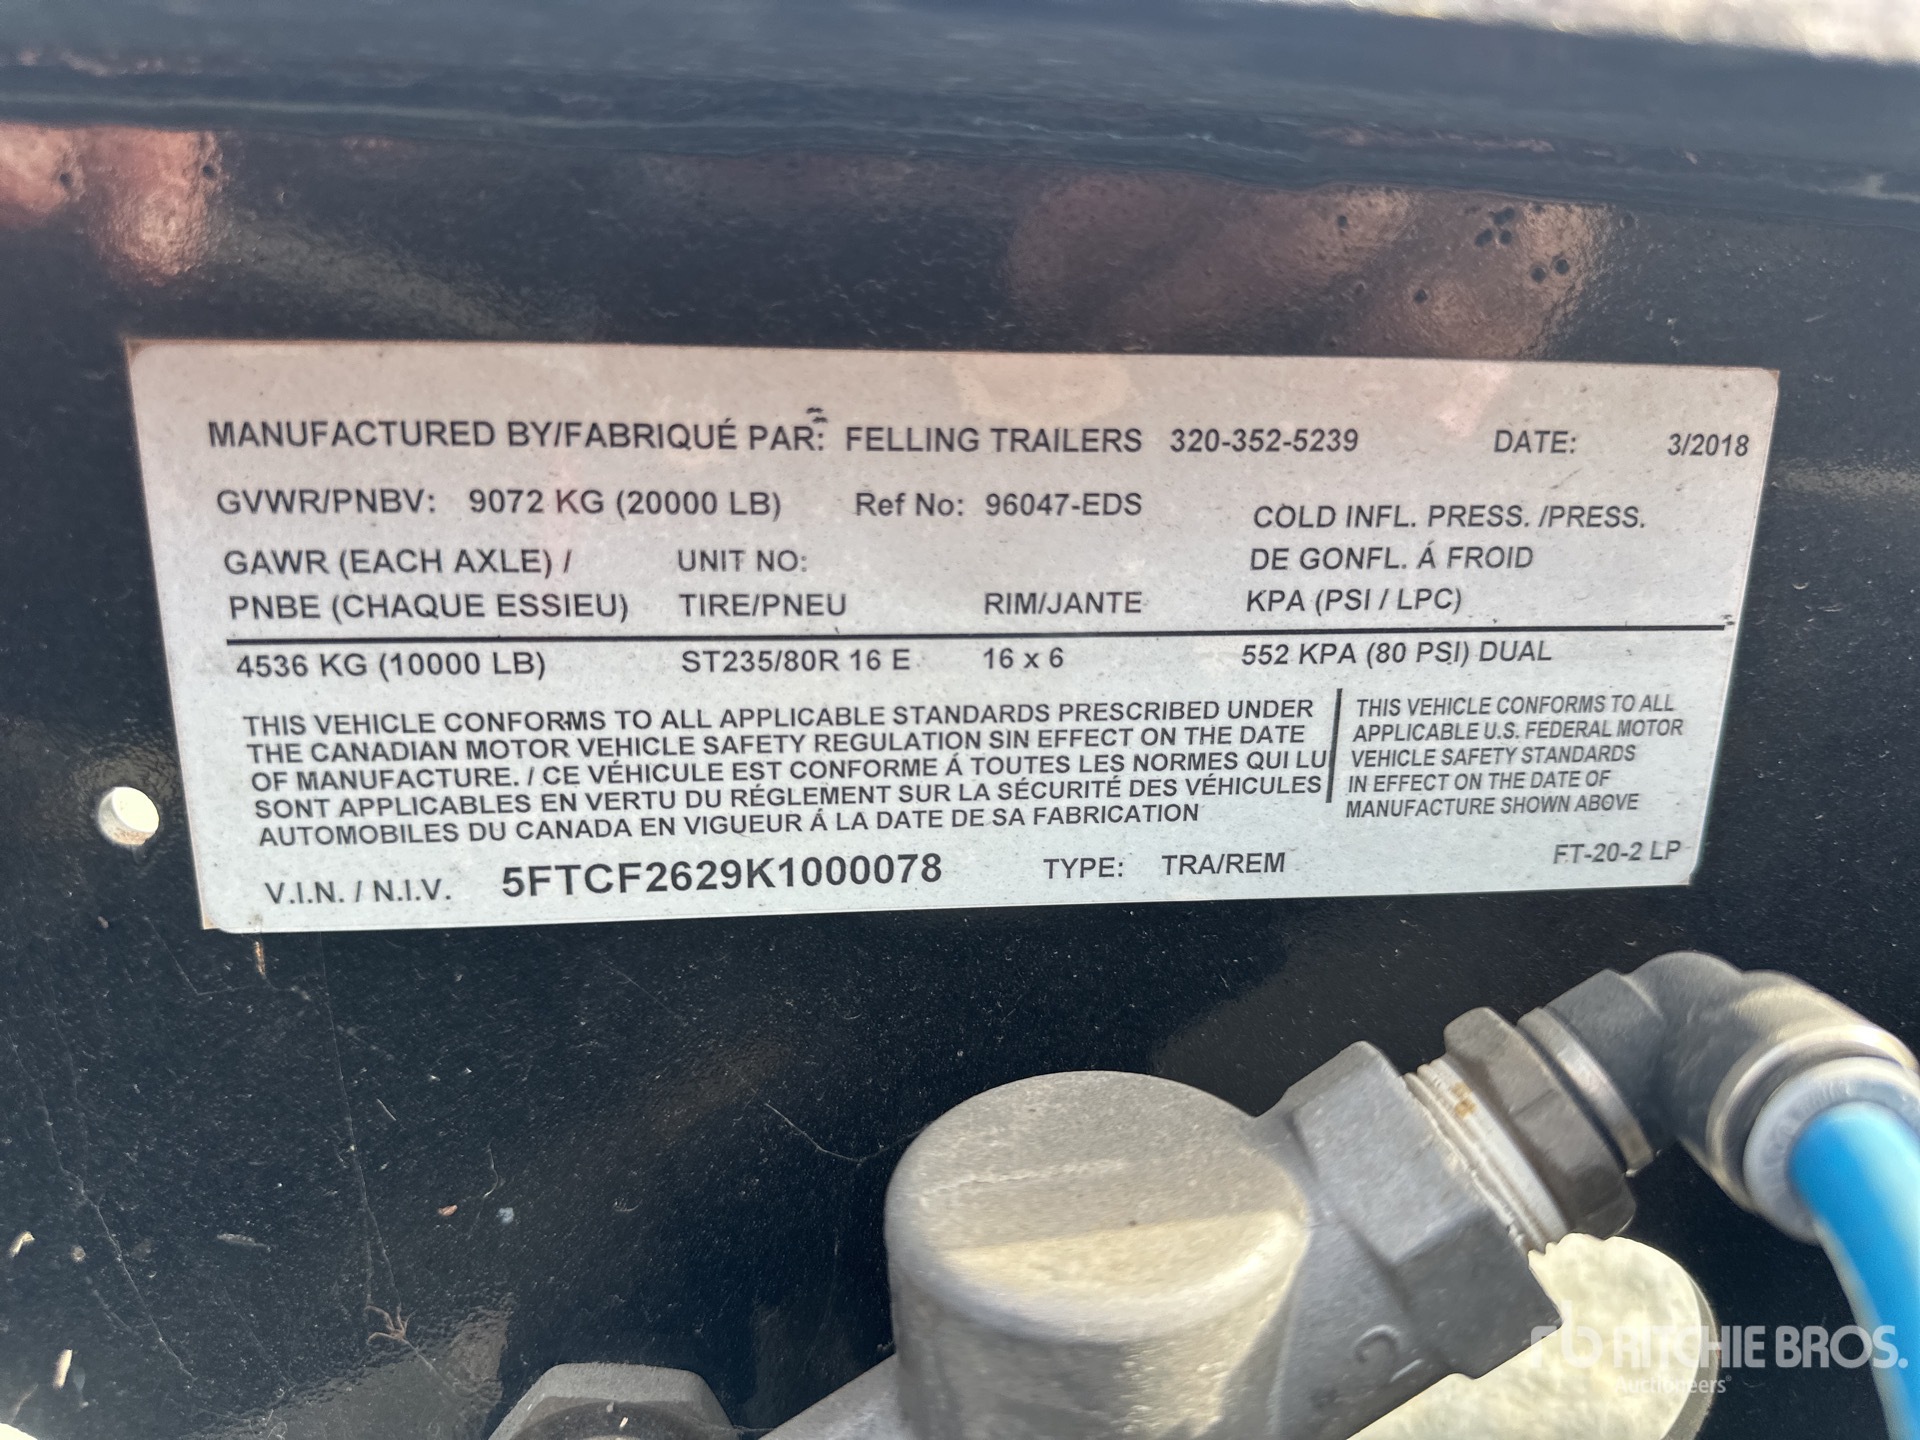 MANUFACTURED BY/FABRIQUÉ PAR: FELLING TRAILERS 320-352-5239 DATE: 3/2018
GVWR/PNBV: 9072 KG (20000 LB) Ref No: 96047-EDS
COLD INFL. PRESS. /PRESS.
GAWR (EACH AXLE) / UNIT NO: DE GONFL. Á FROID
PNBE (CHAQUE ESSIEU) TIRE/PNEU RIM/JANTE KPA (PSI / LPC)
4536 KG (10000 LB) ST235/80R 16 E 16 x 6 552 KPA (80 PSI) DUAL
THIS VEHICLE CONFORMS TO ALL APPLICABLE STANDARDS PRESCRIBED UNDER
THE CANADIAN MOTOR VEHICLE SAFETY REGULATION SIN EFFECT ON THE DATE
OF MANUFACTURE. / CE VÉHICULE EST CONFORME Á TOUTES LES NORMES QUI LUI
SONT APPLICABLES EN VERTU DU RÉGLEMENT SUR LA SÉCURITÉ DES VÉHICULES
AUTOMOBILES DU CANADA EN VIGUEUR Á LA DATE DE SA FABRICATION
THIS VEHICLE CONFORMS TO ALL
APPLICABLE U.S. FEDERAL MOTOR
VEHICLE SAFETY STANDARDS
IN EFFECT ON THE DATE OF
MANUFACTURE SHOWN ABOVE
V.I.N. / N.I.V. 5FTCF2629K1000078 TYPE: TRA/REM FT-20-2 LP
2
RITCHIE BROS.
Auctioneers